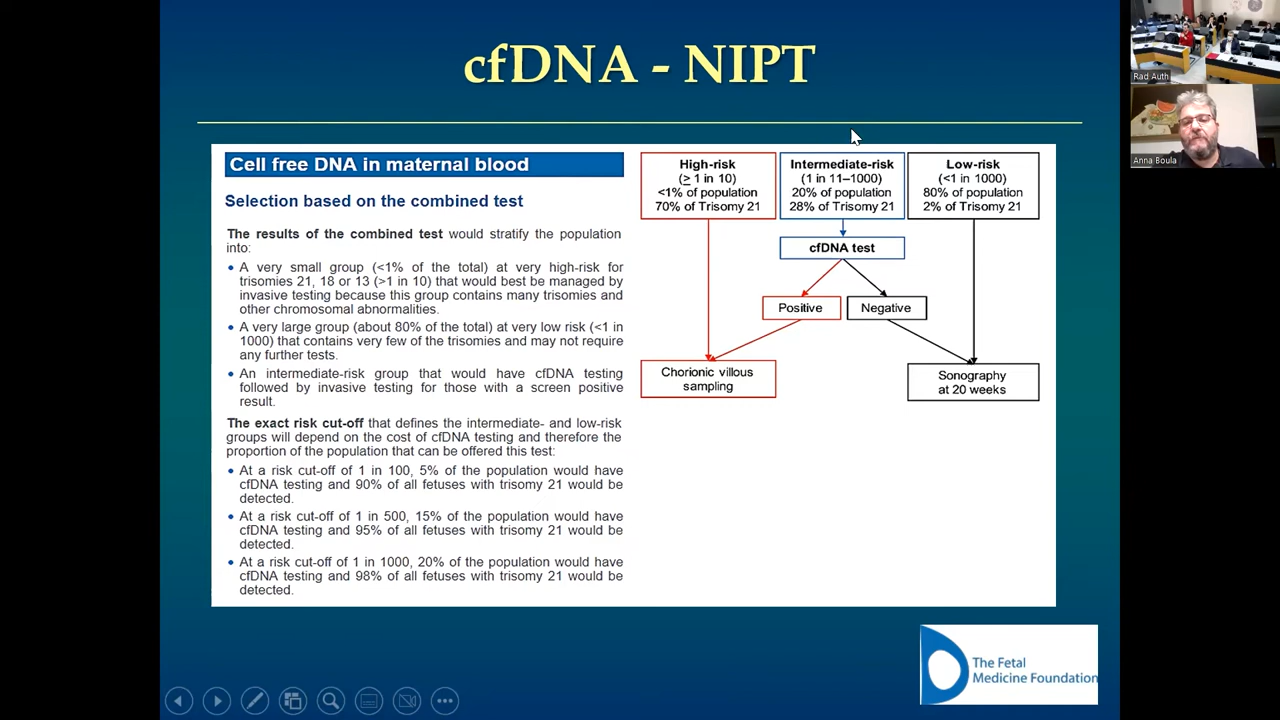 cfDNA - NIPT
Cell free DNA in maternal blood
Selection based on the combined test
The results of the combined test would stratify the population
into:
• A very small group (<1% of the total) at very high-risk for
trisomies 21, 18 or 13 (>1 in 10) that would best be managed by
invasive testing because this group contains many trisomies and
other chromosomal abnormalities.
• A very large group (about 80% of the total) at very low risk (<1 in
1000) that contains very few of the trisomies and may not require
any further tests.
• An intermediate-risk group that would have cfDNA testing
followed by invasive testing for those with a screen positive
result.
The exact risk cut-off that defines the intermediate- and low-risk
groups will depend on the cost of cfDNA testing and therefore the
proportion of the population that can be offered this test:
• At a risk cut-off of 1 in 100, 5% of the population would have
cfDNA testing and 90% of all fetuses with trisomy 21 would be
detected.
• At a risk cut-off of 1 in 500, 15% of the population would have
cfDNA testing and 95% of all fetuses with trisomy 21 would be
detected.
• At a risk cut-off of 1 in 1000, 20% of the population would have
cfDNA testing and 98% of all fetuses with trisomy 21 would be
detected.
High-risk
(≥ 1 in 10)
<1% of population
70% of Trisomy 21
Intermediate-risk
(1 in 11–1000)
20% of population
28% of Trisomy 21
Low-risk
(<1 in 1000)
80% of population
2% of Trisomy 21
cfDNA test
Positive
Negative
Chorionic villous
sampling
Sonography
at 20 weeks
The Fetal
Medicine Foundation
Rad Auth
Anna Boula